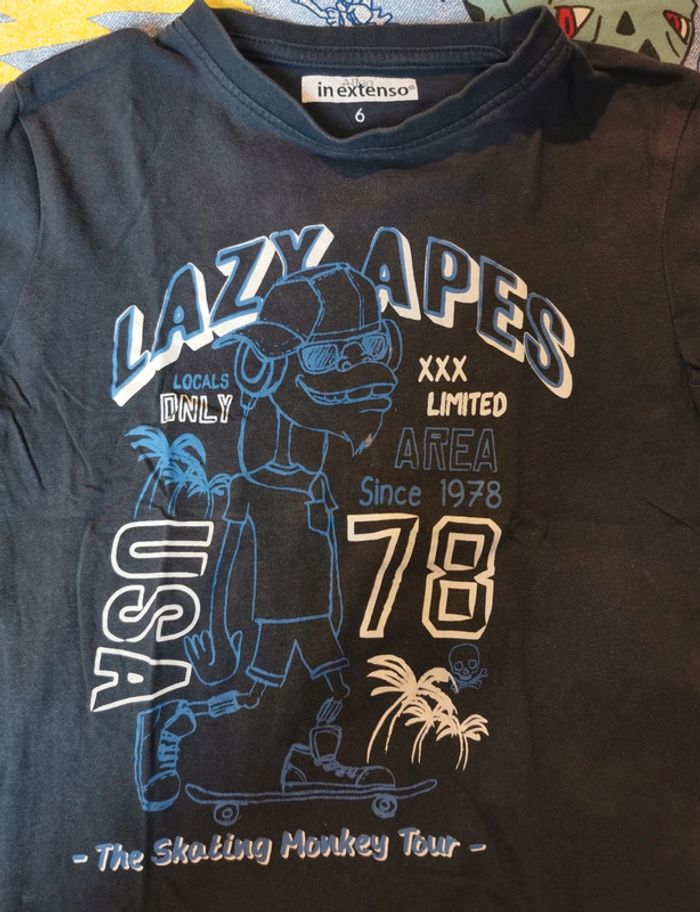 in extenso®
6
LAZY APES
LOCALS
ONLY
XXX
LIMITED
AREA
Since 1978
USA
78
- The Skating Monkey Tour -